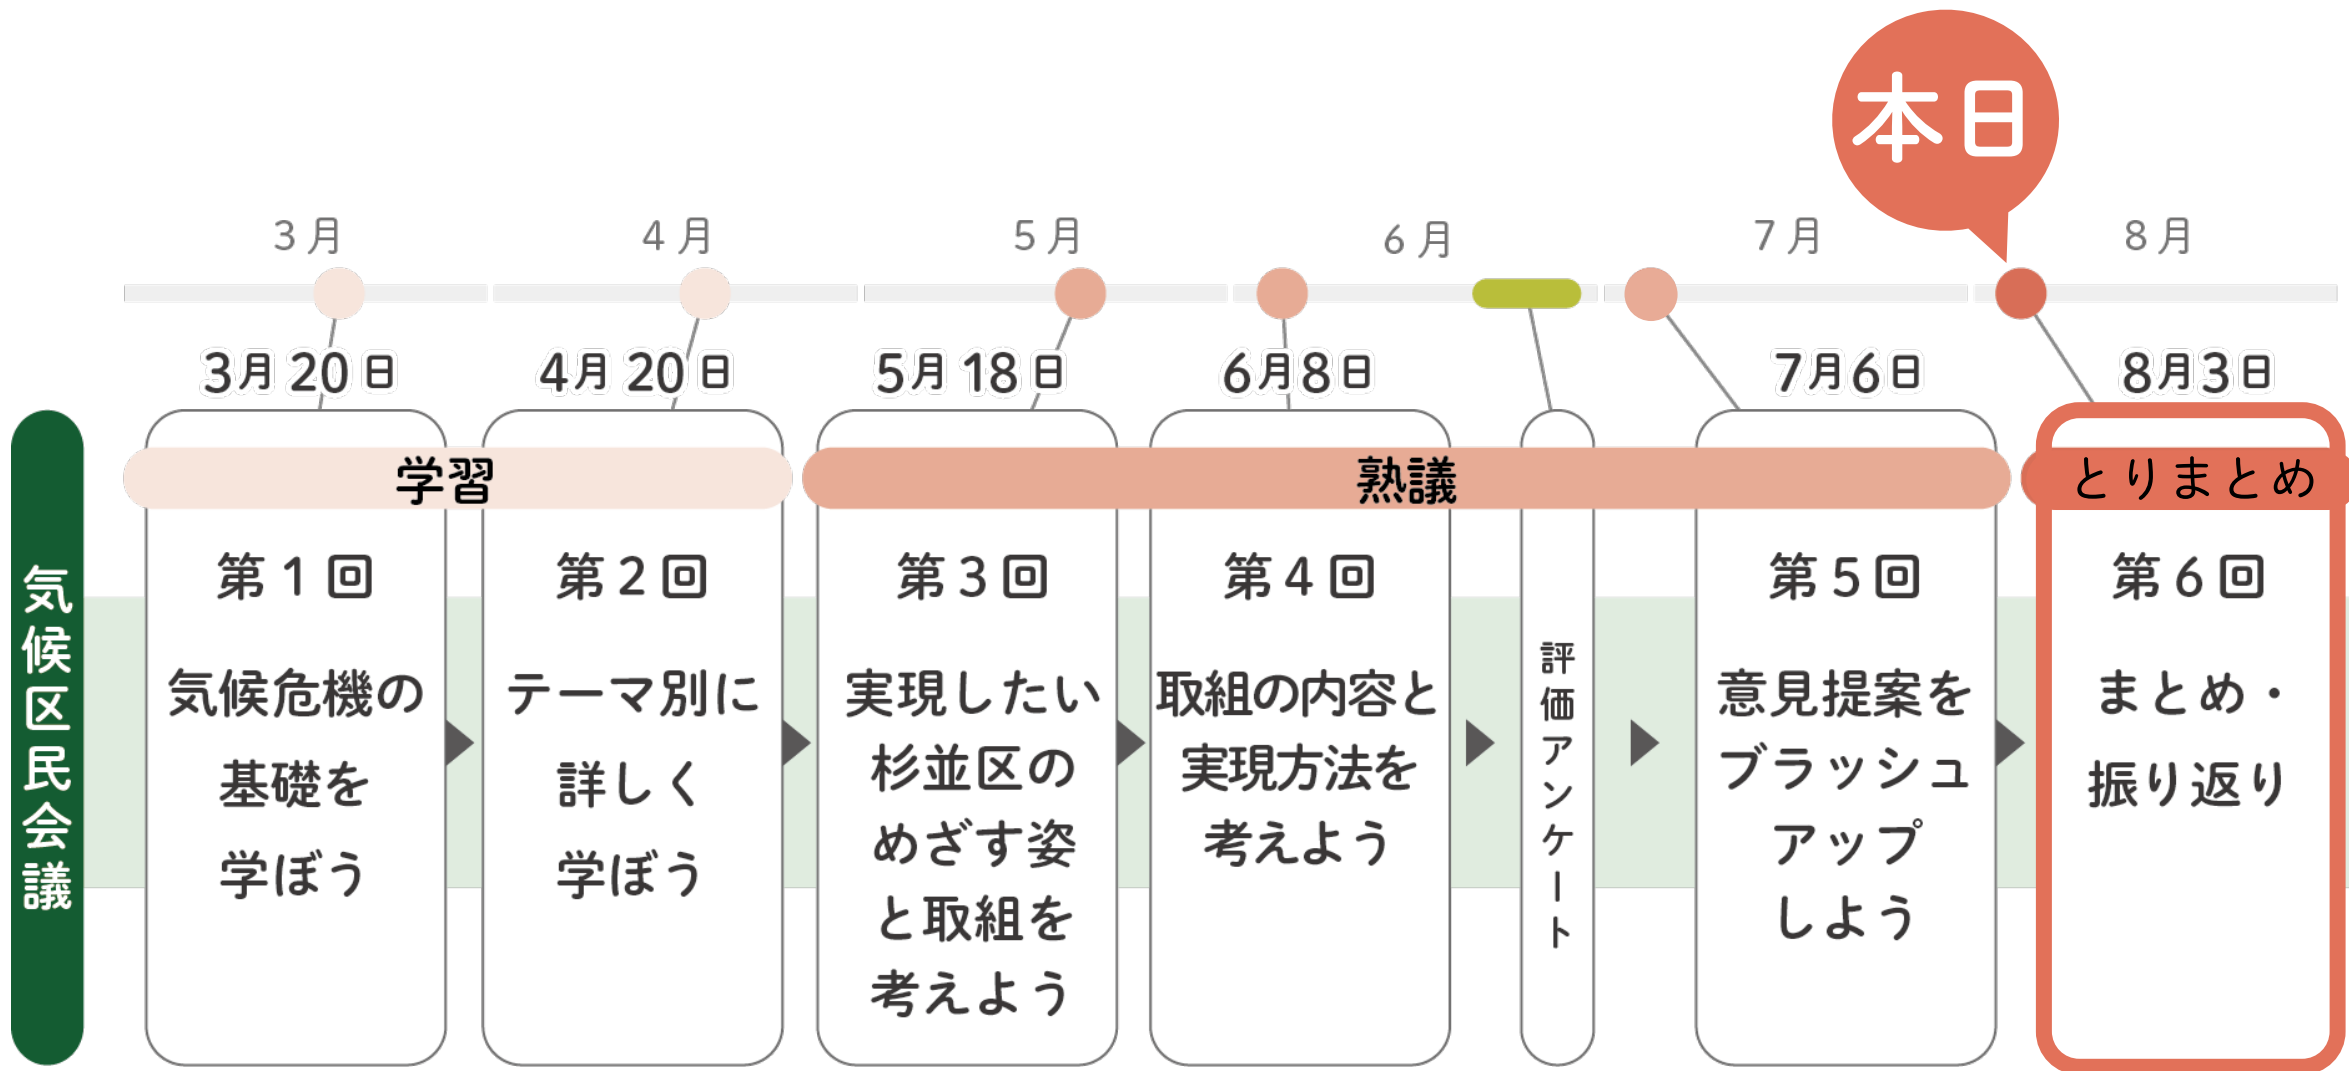 本日
3月
4月
5月
6月
7月
8月
3月20日
4月20日
5月18日
6月8日
7月6日
8月3日
気候区民会議
学習
熟議
とりまとめ
第1回
気候危機の
基礎を
学ぼう
第2回
テーマ別に
詳しく
学ぼう
第3回
実現したい
杉並区の
めざす姿
と取組を
考えよう
第4回
取組の内容と
実現方法を
考えよう
評価アンケート
第5回
意見提案を
ブラッシュ
アップ
しよう
第6回
まとめ・
振り返り